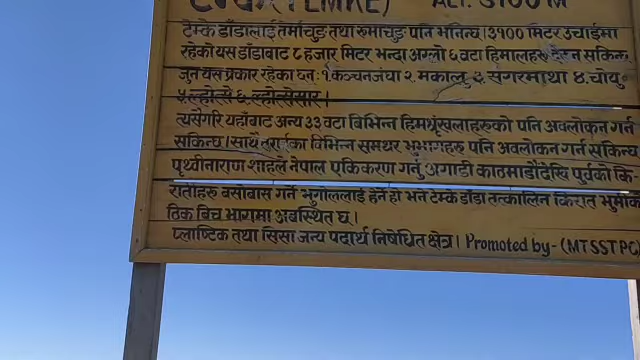 TEMKE) ALT. 3100 M
टेम्के डाँडालाई तेर्माचुङ तथा रूमाचुङ पनि भनिन्छ।३१०० मिटर उचाईमा
रहेको यस डाँडाबाट ८ हजार मिटर भन्दा अग्लो ६ वटा हिमालहरू देख्न सकिन्छ
जुन यस प्रकार रहेका छन्ः १.कञ्चनजंघा २. मकालु ३. सगरमाथा ४. चोयु
५.ल्होत्से ६.ल्होत्सेसार।
त्यसैगरि यहाँबाट अन्य ३३ वटा विभिन्न हिमशृंखलाहरूको पनि अवलोकन गर्न
सकिन्छ।साथै तराईका विभिन्न सुमथर भूभागहरू पनि अवलोकन गर्न सकिन्छ
पृथ्वीनारायण शाहले नेपाल एकिकरण गर्नु अगाडी काठमाडौंदेखि पुर्वको कि-
रातीहरू बसोबास गर्ने भुगोललाई हेर्ने हो भने टेम्के डाँडा तत्कालिन किरात भुमीको
ठिक बिच भागमा अवस्थित छ।
प्लाष्टिक तथा सिसा जन्य पदार्थ निषेधित क्षेत्र। Promoted by-(MTSSTPC)